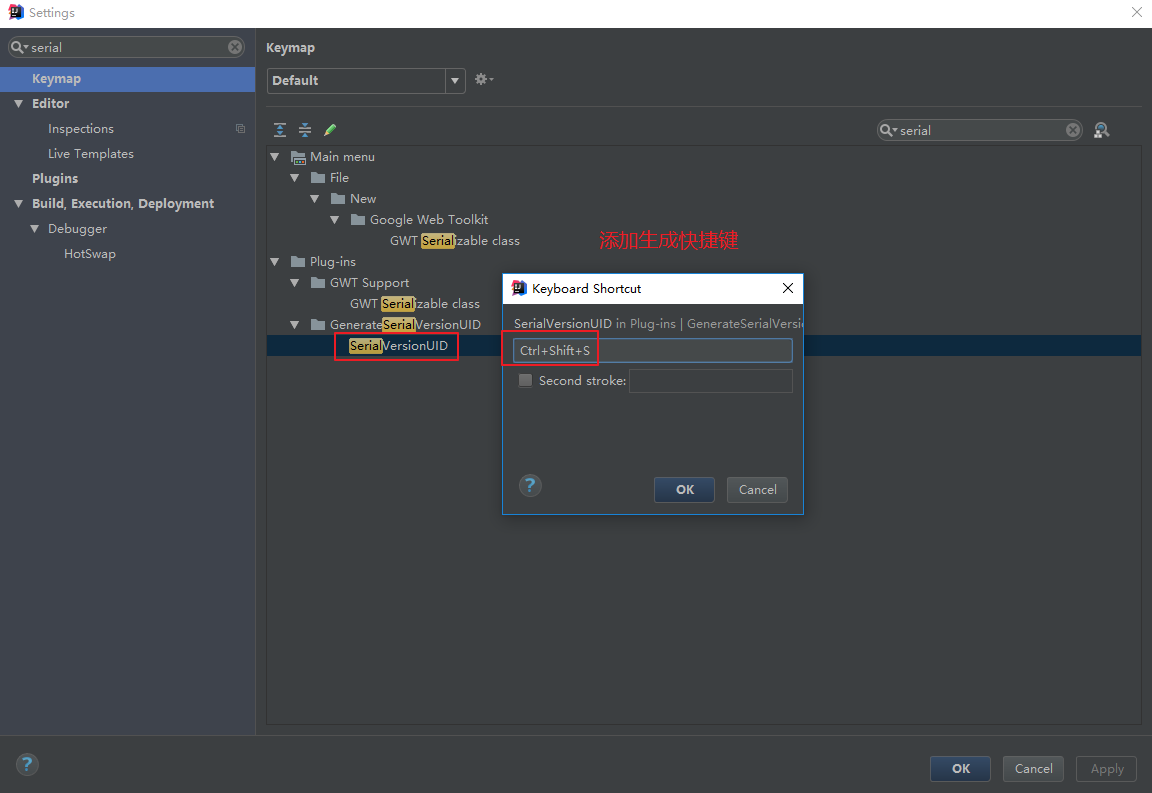 Settings
serial
Keymap
Editor
Inspections
Live Templates
Plugins
Build, Execution, Deployment
Debugger
HotSwap
Keymap
Default
serial
Main menu
File
New
Google Web Toolkit
GWT Serializable class
添加生成快捷键
Plug-ins
GWT Support
GWT Serializable class
GenerateSerialVersionUID
SerialVersionUID
Keyboard Shortcut
SerialVersionUID in Plug-ins | GenerateSerialVersi
Ctrl+Shift+S
Second stroke:
?
OK
Cancel
?
OK
Cancel
Apply